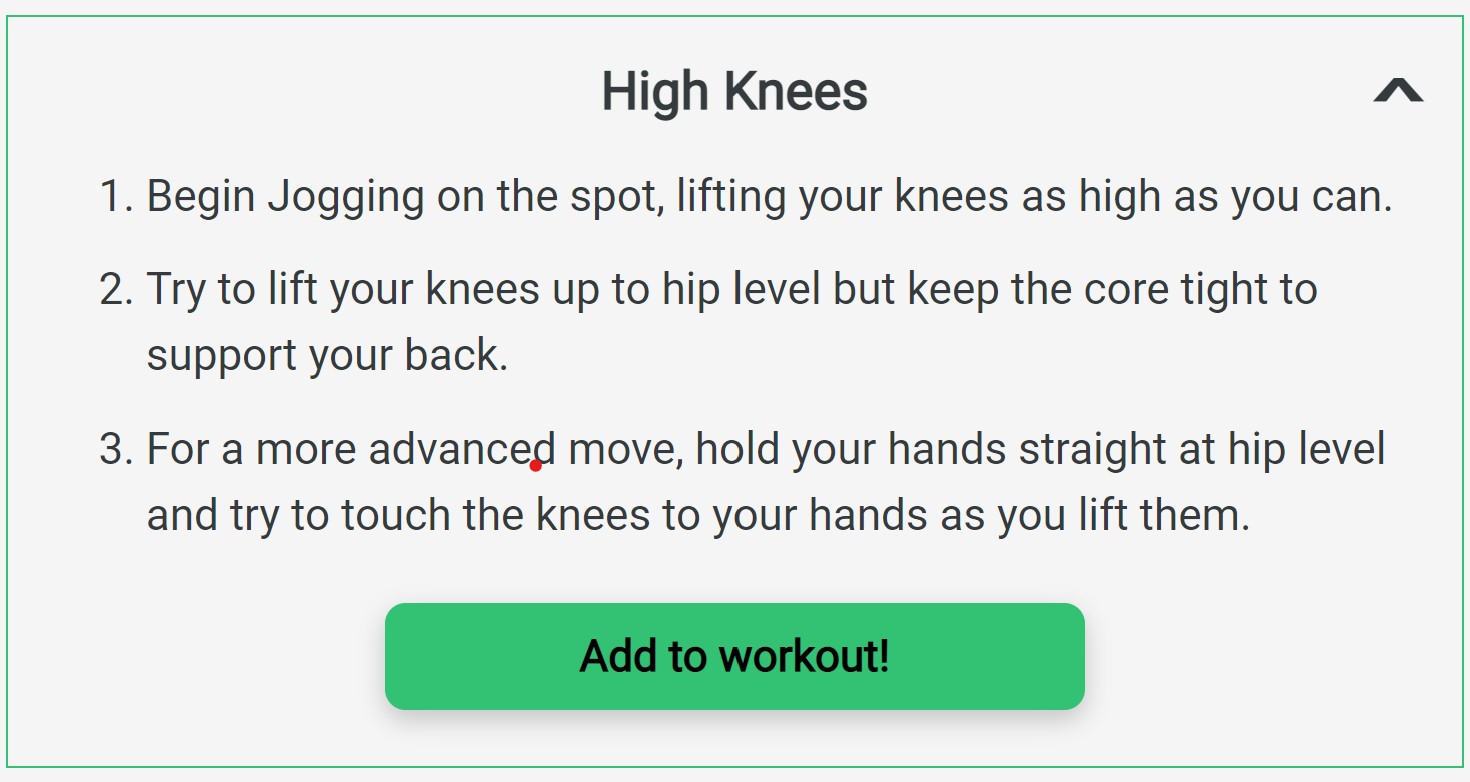 High Knees
1. Begin Jogging on the spot, lifting your knees as high as you can.
2. Try to lift your knees up to hip level but keep the core tight to
support your back.
3. For a more advanced move, hold your hands straight at hip level
and try to touch the knees to your hands as you lift them.
Add to workout!